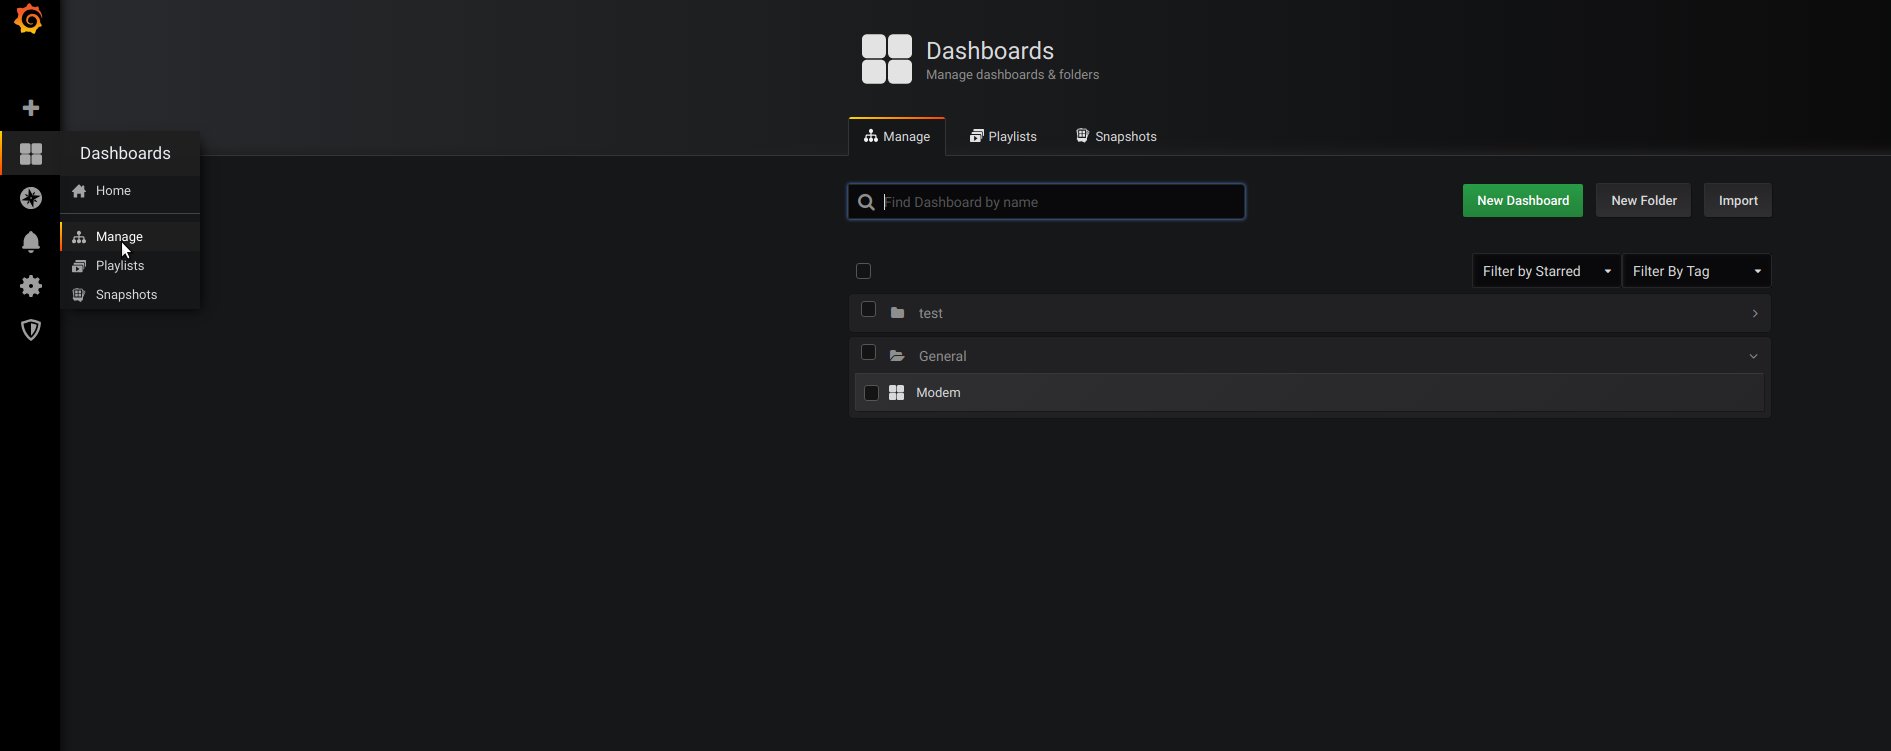 Dashboards
Manage dashboards & folders
Manage Playlists Snapshots
Dashboards
Home
Manage
Playlists
Snapshots
Find Dashboard by name
New Dashboard New Folder Import
Filter by Starred Filter By Tag
test
General
Modem